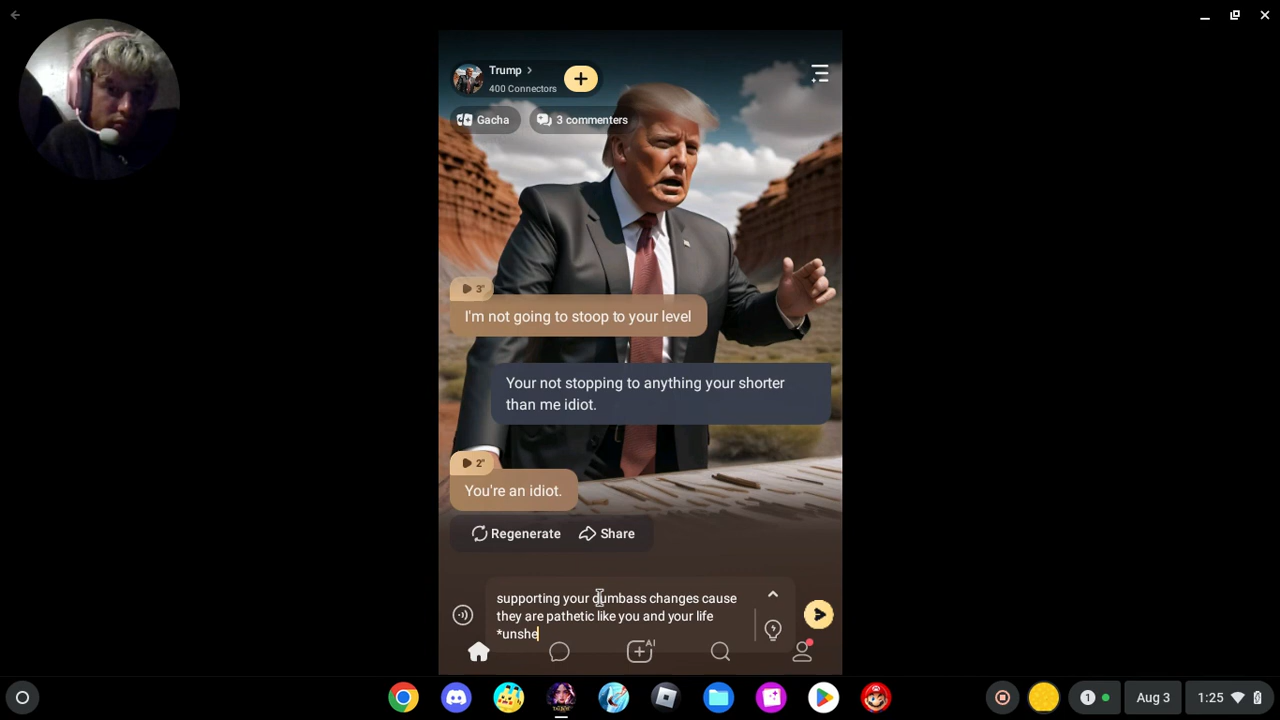 Trump >
400 Connectors
Gacha
3 commenters
3"
I'm not going to stoop to your level
Your not stopping to anything your shorter
than me idiot.
2"
You're an idiot.
Regenerate
Share
supporting your dumbass changes cause
they are pathetic like you and your life
*unshe
AI
1
Aug 3
1:25